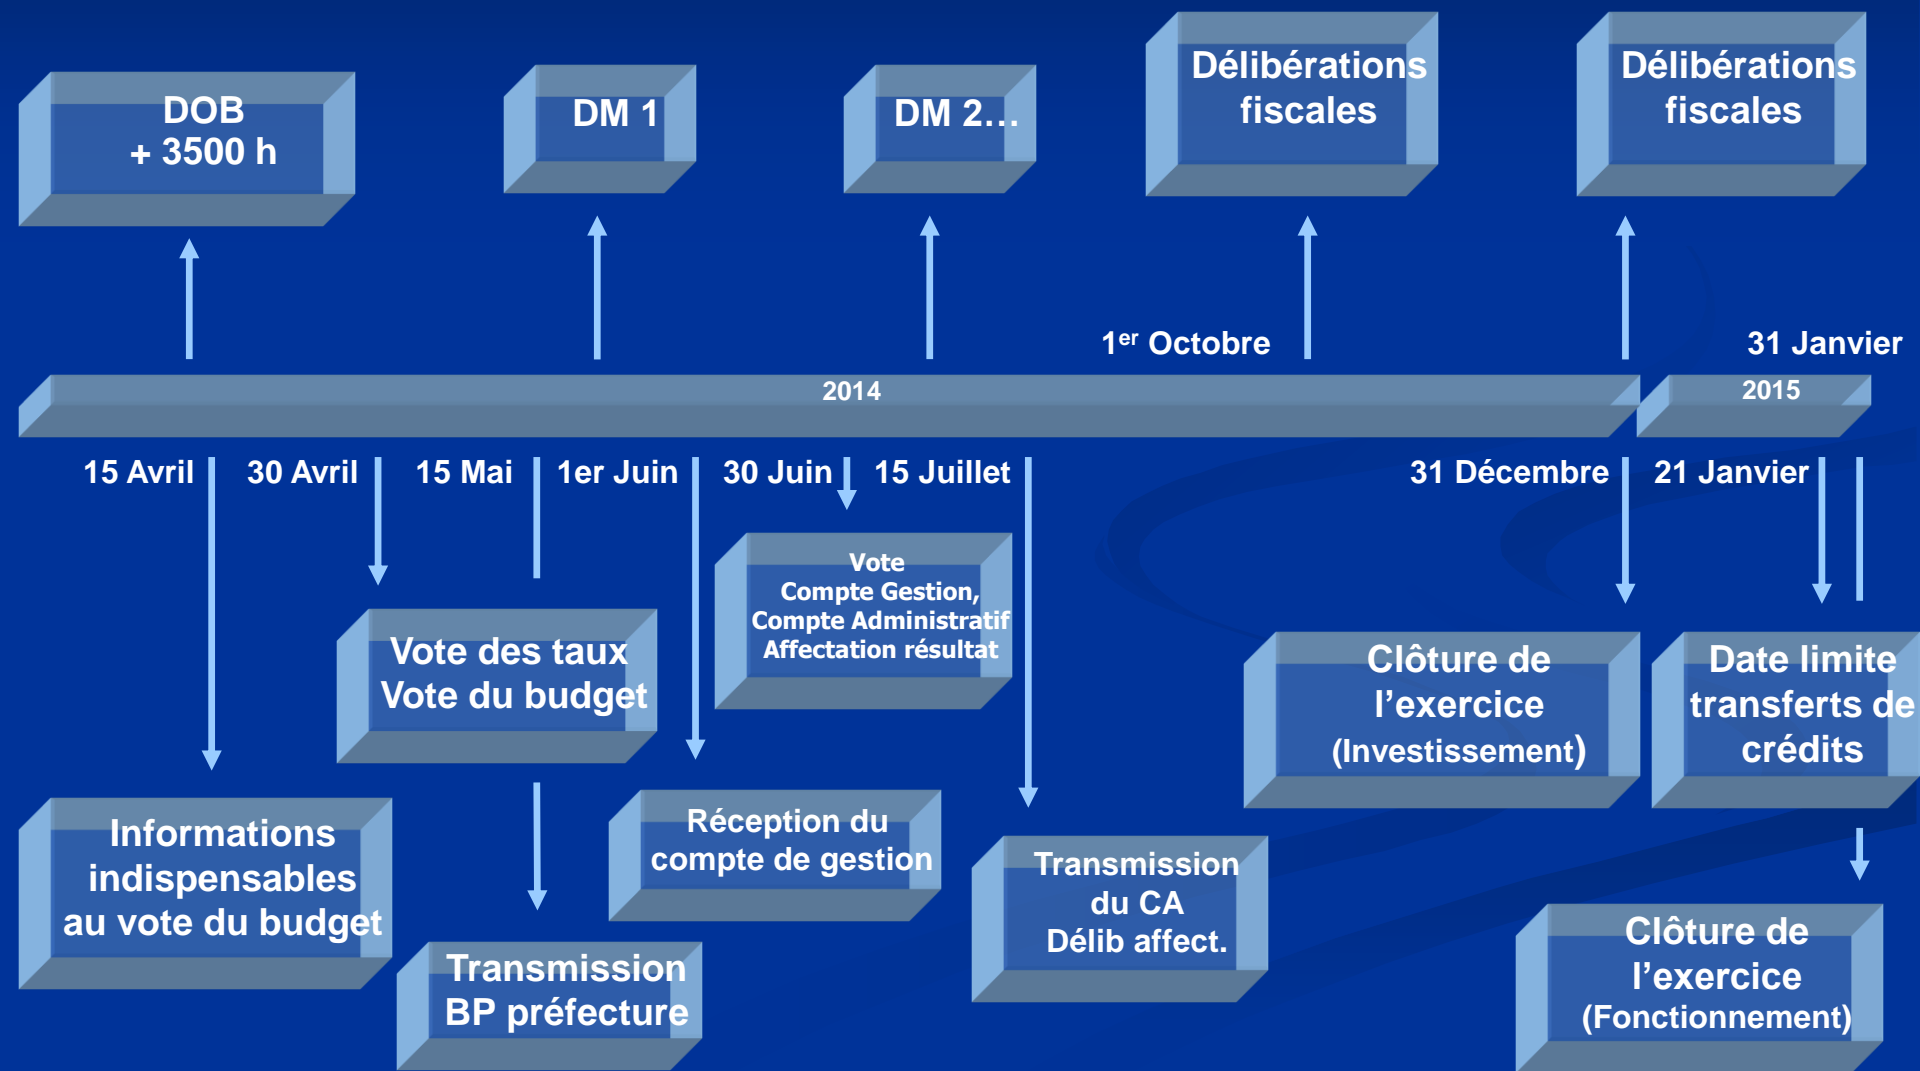 DOB
+ 3500 h
DM 1
DM 2…
Délibérations
fiscales
Délibérations
fiscales
1er Octobre
31 Janvier
2014
2015
15 Avril
30 Avril
15 Mai
1er Juin
30 Juin
15 Juillet
31 Décembre
21 Janvier
Vote
Compte Gestion,
Compte Administratif
Affectation résultat
Vote des taux
Vote du budget
Clôture de
l’exercice
(Investissement)
Date limite
transferts de
crédits
Informations
indispensables
au vote du budget
Réception du
compte de gestion
Transmission
du CA
Délib affect.
Transmission
BP préfecture
Clôture de
l’exercice
(Fonctionnement)